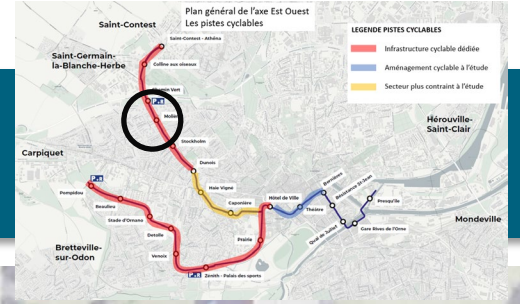 Plan général de l'axe Est Ouest
Les pistes cyclables
LEGENDE PISTES CYCLABLES
Infrastructure cyclable dédiée
Aménagement cyclable à l'étude
Secteur plus contraint à l'étude
Saint-Contest
Saint-Contest - Athéna
Saint-Germain-
la-Blanche-Herbe
Colline aux oiseaux
Chemin Vert
Molière
Stockholm
Hérouville-
Saint-Clair
Carpiquet
Dunois
Pompidou
Haie Vigné
Caponière
Hôtel de Ville
Théâtre
Bernières
Résistance St-Jean
Presqu'île
Quai de Juillet
Gare Rives de l'Orne
Mondeville
Beaulieu
Stade d'Ornano
Detolle
Venoix
Prairie
Zénith - Palais des sports
Bretteville-
sur-Odon